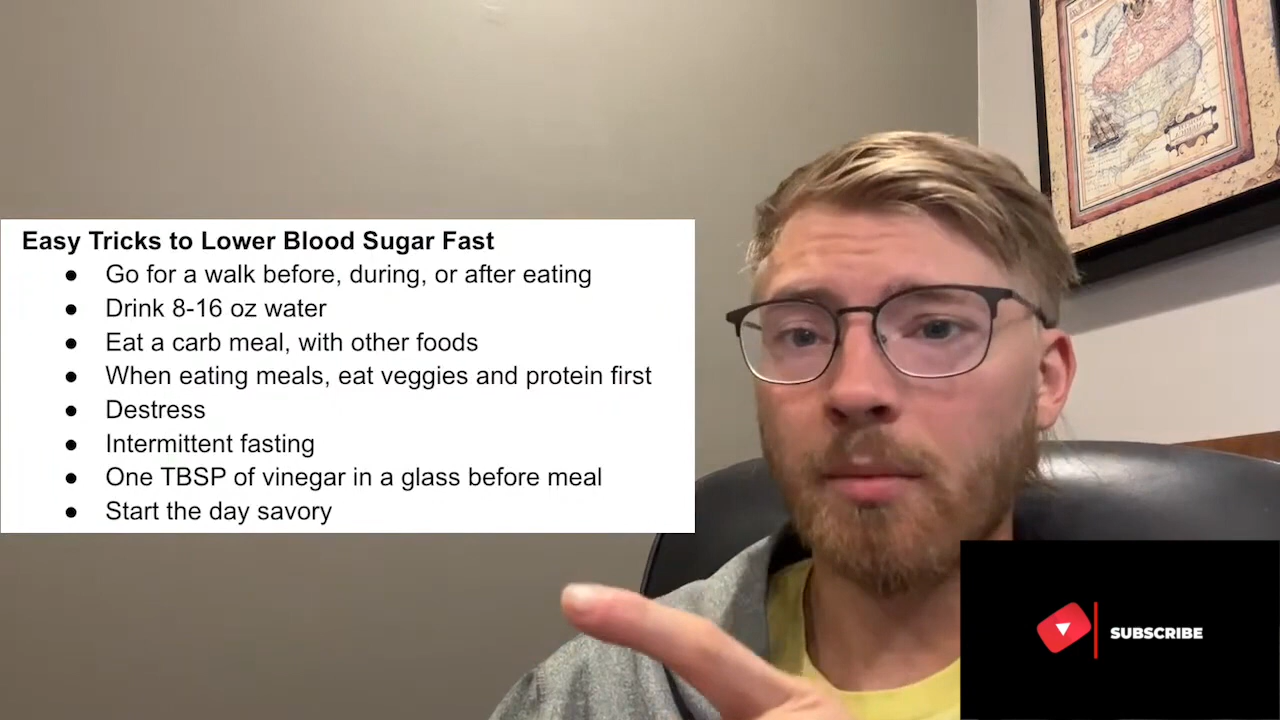 Easy Tricks to Lower Blood Sugar Fast
● Go for a walk before, during, or after eating
● Drink 8-16 oz water
● Eat a carb meal, with other foods
● When eating meals, eat veggies and protein first
● Destress
● Intermittent fasting
● One TBSP of vinegar in a glass before meal
● Start the day savory
SUBSCRIBE